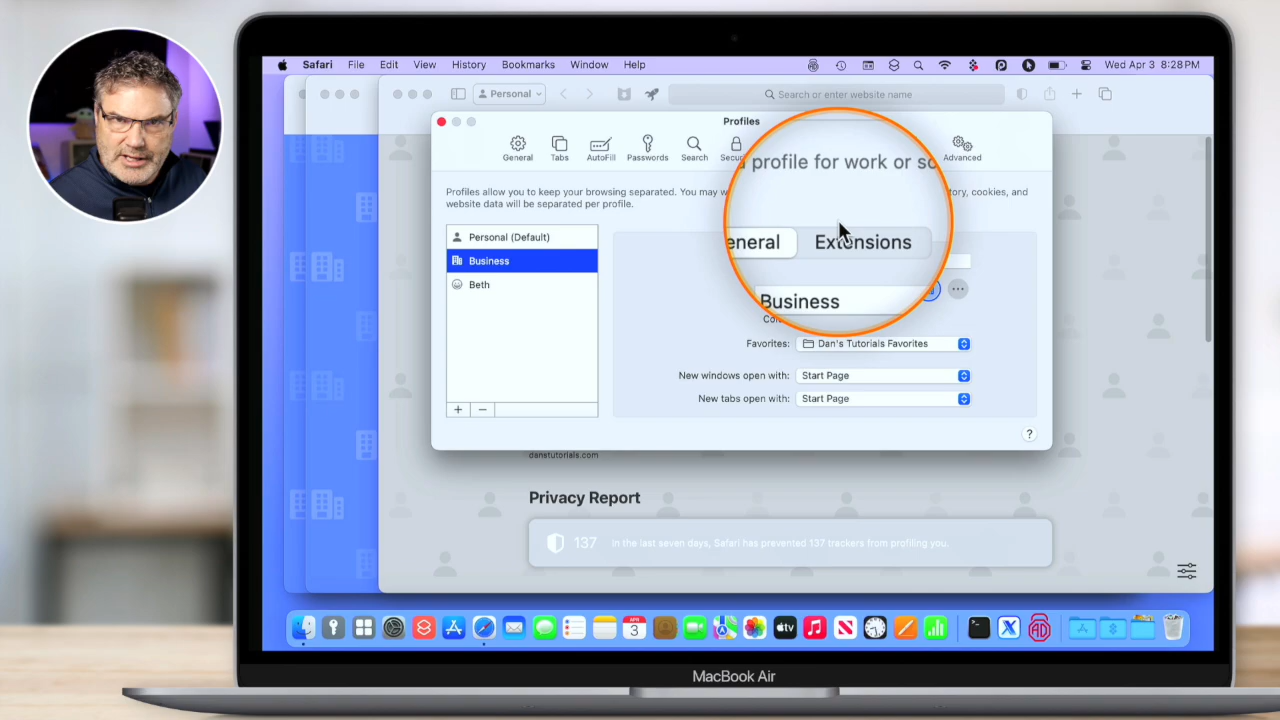 Safari File Edit View History Bookmarks Window Help Wed Apr 3 8:28 PM
Personal Search or enter website name
Profiles
General Tabs AutoFill Passwords Search Advanced
profile for work or
Profiles allow you to keep your browsing separated. You may
cookies, and
website data will be separated per profile.
Personal (Default)
Business
Beth
Extensions
Business
Favorites: Dan's Tutorials Favorites
New windows open with: Start Page
New tabs open with: Start Page
+ −
?
danstutorials.com
Privacy Report
137 In the last seven days, Safari has prevented 137 trackers from profiling you.
APR
3
tv
MacBook Air